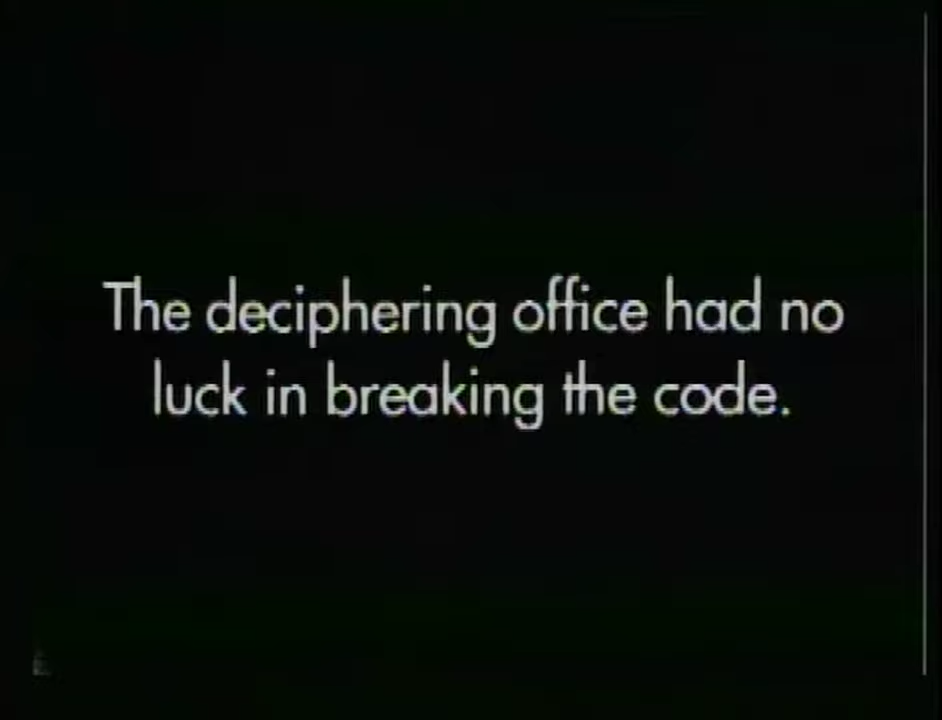 The deciphering office had no
luck in breaking the code.